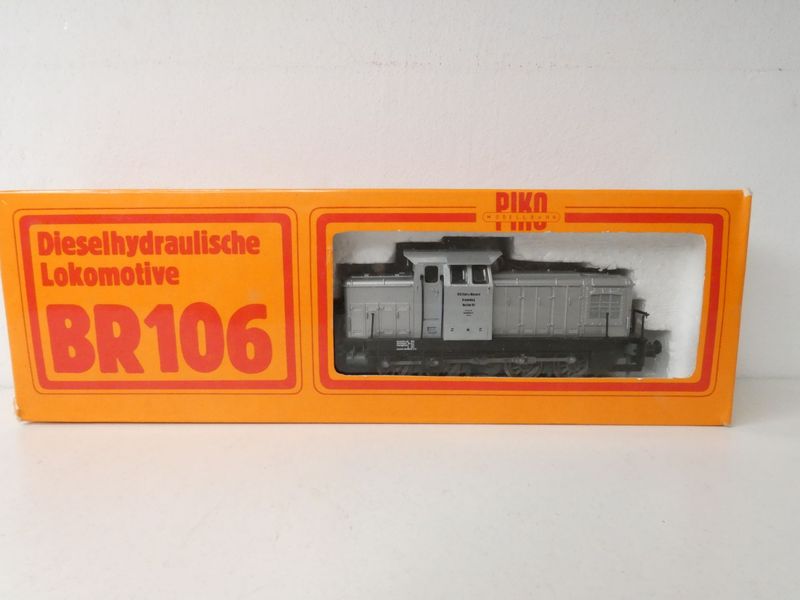 Dieselhydraulische
Lokomotive
BR106
PIKO
MODELLBAHN